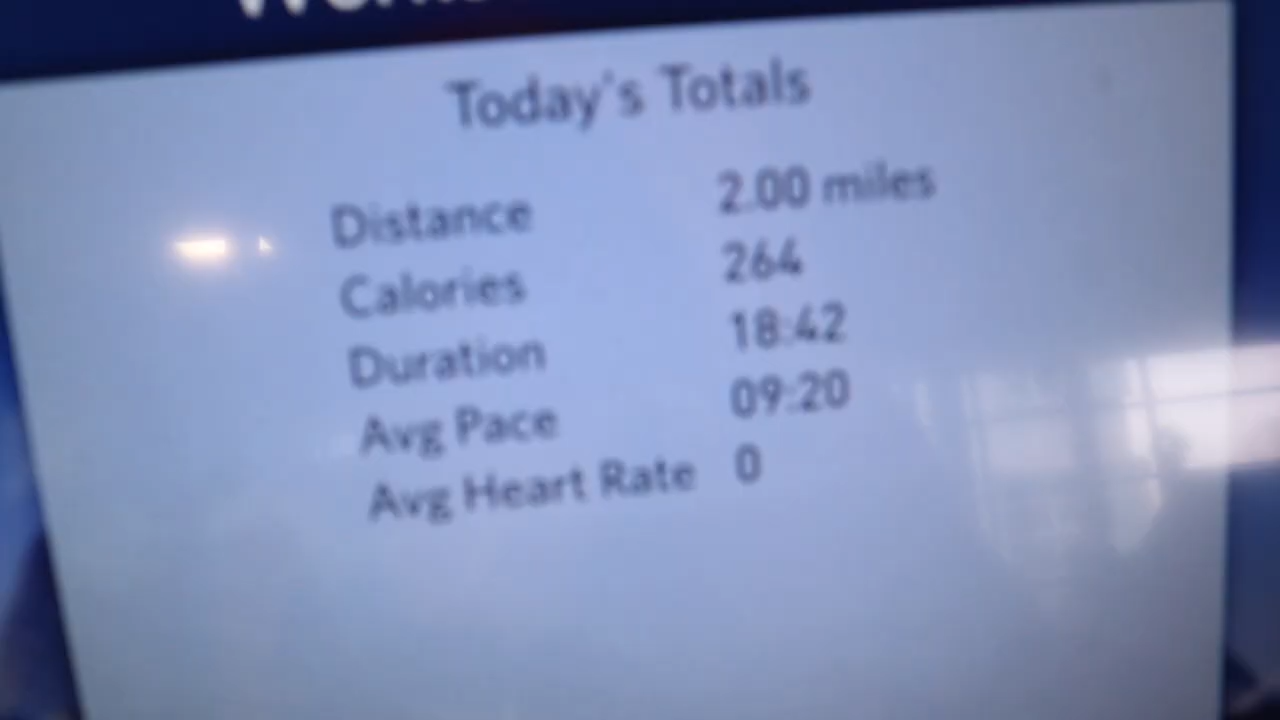 Today's Totals
Distance 2.00 miles
Calories 264
Duration 18:42
Avg Pace 09:20
Avg Heart Rate 0